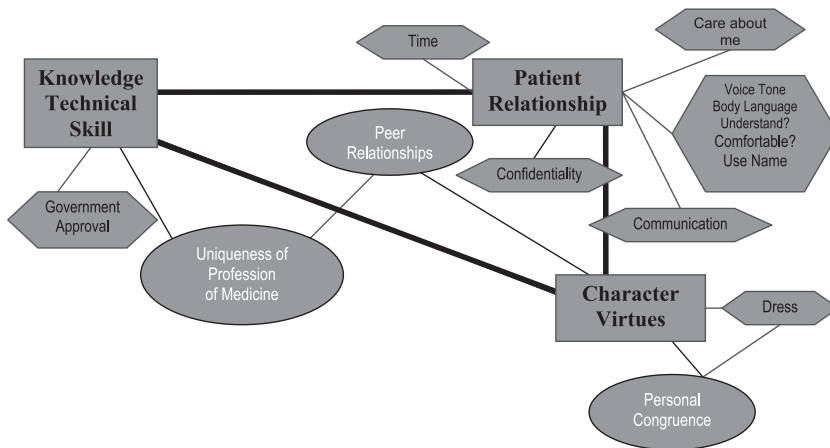 Time
Care about
me
Knowledge
Technical
Skill
Patient
Relationship
Voice Tone
Body Language
Understand?
Comfortable?
Use Name
Peer
Relationships
Confidentiality
Government
Approval
Communication
Uniqueness of
Profession
of Medicine
Character
Virtues
Dress
Personal
Congruence